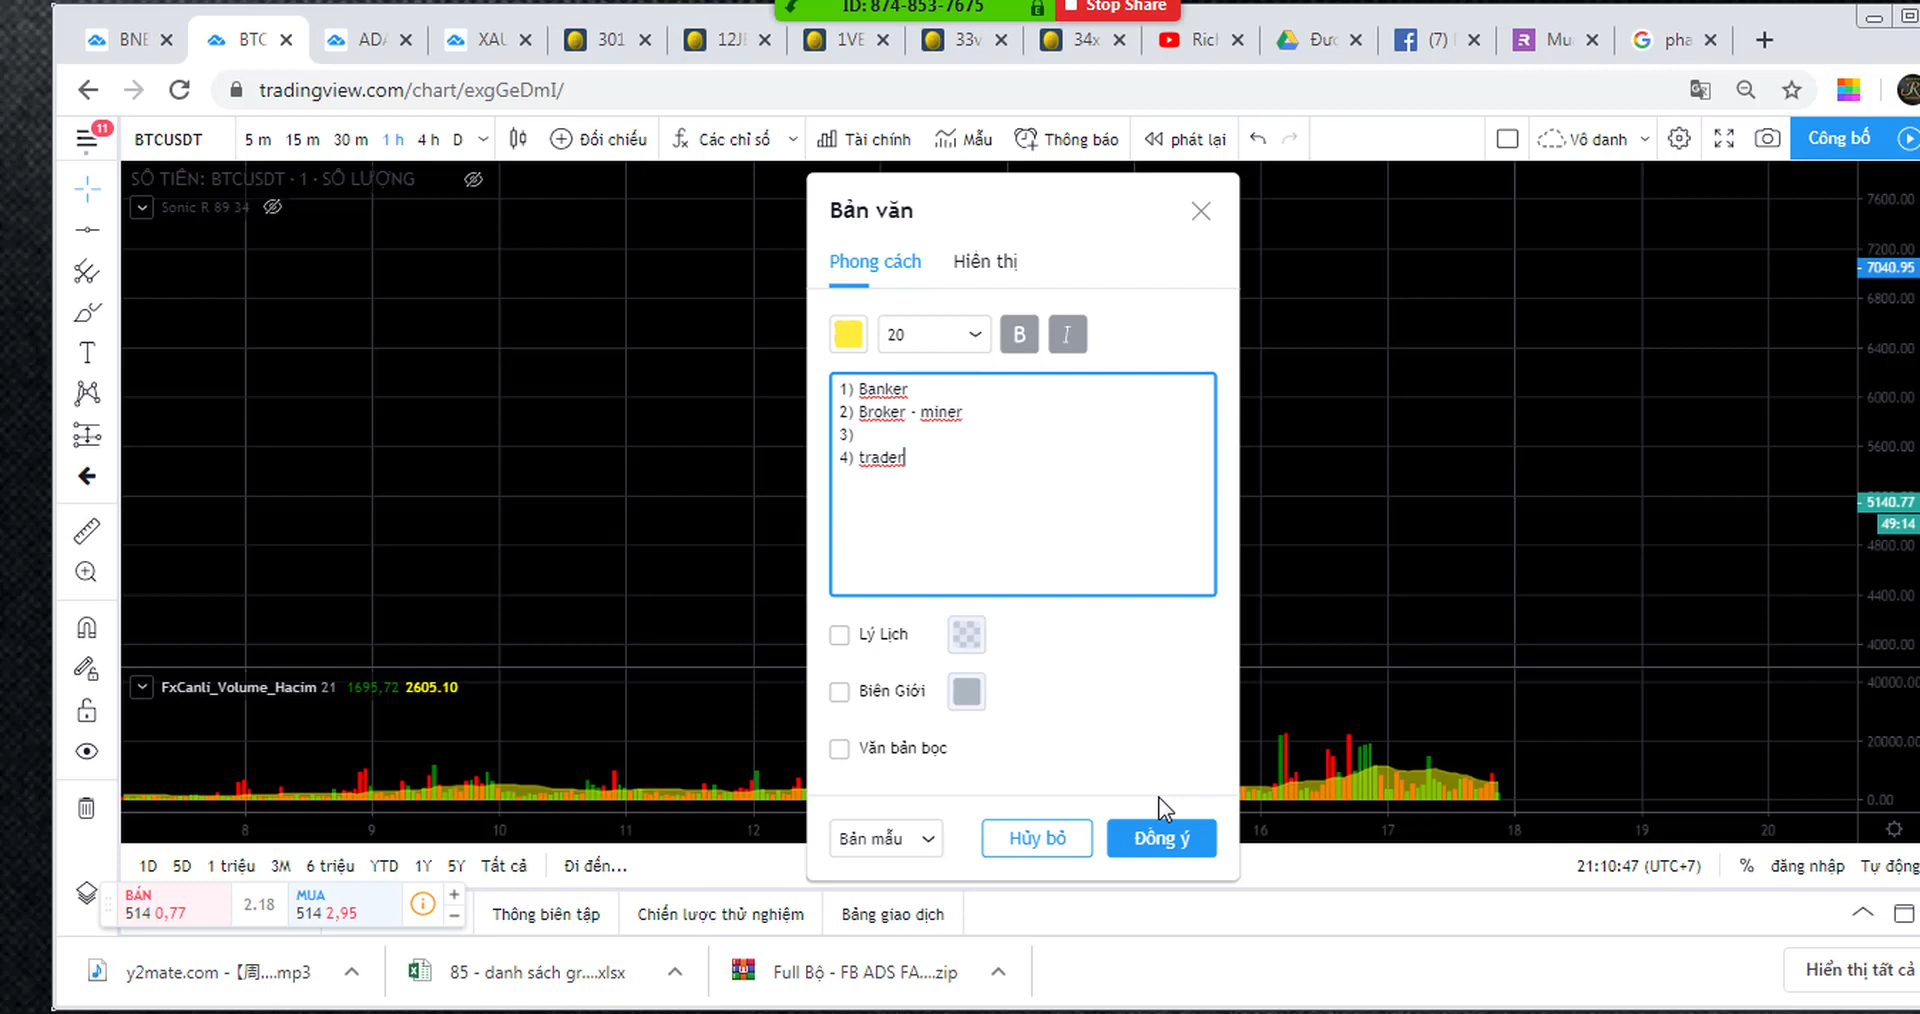 ID: 874-853-7675 Stop Share
BNB BTC ADA XAU 301 12JE 1VE 33v 34x Rich Đưc (7) Mu pha
tradingview.com/chart/exgGeDmI/
11 BTCUSDT 5 m 15 m 30 m 1 h 4 h D Đối chiếu Các chỉ số Tài chính Mẫu Thông báo phát lại Vô danh Công bố
SỐ TIỀN: BTCUSDT · 1 · SỐ LƯỢNG
Sonic R 89 34
Bản văn
Phong cách Hiển thị
20 B I
1) Banker
2) Broker - miner
3)
4) trader
Lý Lịch
Biên Giới
Văn bản bọc
Bản mẫu Hủy bỏ Đồng ý
7600.00
7200.00
7040.95
6800.00
6400.00
6000.00
5600.00
5140.77
49:14
4800.00
4400.00
4000.00
FxCanli_Volume_Hacim 21 1695,72 2605.10
40000.00
20000.00
0.00
8 9 10 11 12 16 17 18 19 20
1D 5D 1 triệu 3M 6 triệu YTD 1Y 5Y Tất cả Đi đến... 21:10:47 (UTC+7) % đăng nhập Tự động
BÁN 514 0,77 2.18 MUA 514 2,95
Thông biên tập Chiến lược thử nghiệm Bảng giao dịch
y2mate.com - 【周....mp3 85 - danh sách gr....xlsx Full Bộ - FB ADS FA....zip Hiển thị tất cả